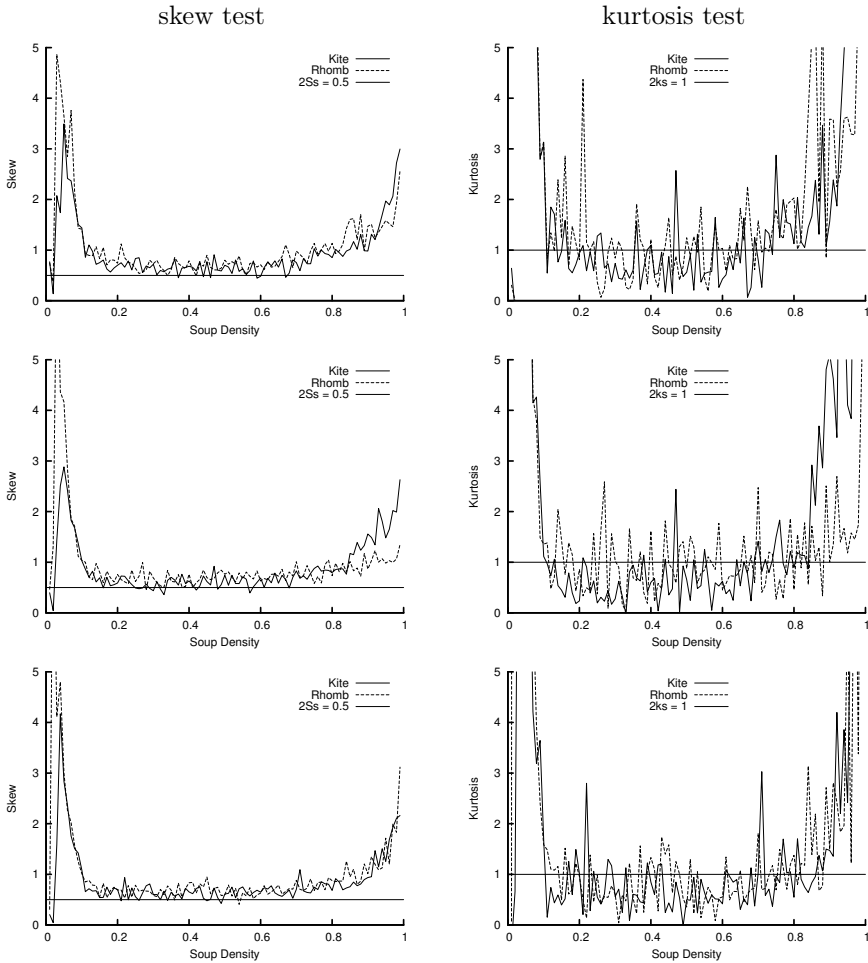 skew test
kurtosis test
5
4
3
2
1
0
0
0.2
0.4
0.6
0.8
1
Skew
Soup Density
Kite
Rhomb
2Ss = 0.5
5
4
3
2
1
0
0
0.2
0.4
0.6
0.8
1
Kurtosis
Soup Density
Kite
Rhomb
2ks = 1
5
4
3
2
1
0
0
0.2
0.4
0.6
0.8
1
Skew
Soup Density
Kite
Rhomb
2Ss = 0.5
5
4
3
2
1
0
0
0.2
0.4
0.6
0.8
1
Kurtosis
Soup Density
Kite
Rhomb
2ks = 1
5
4
3
2
1
0
0
0.2
0.4
0.6
0.8
1
Skew
Soup Density
Kite
Rhomb
2Ss = 0.5
5
4
3
2
1
0
0
0.2
0.4
0.6
0.8
1
Kurtosis
Soup Density
Kite
Rhomb
2ks = 1